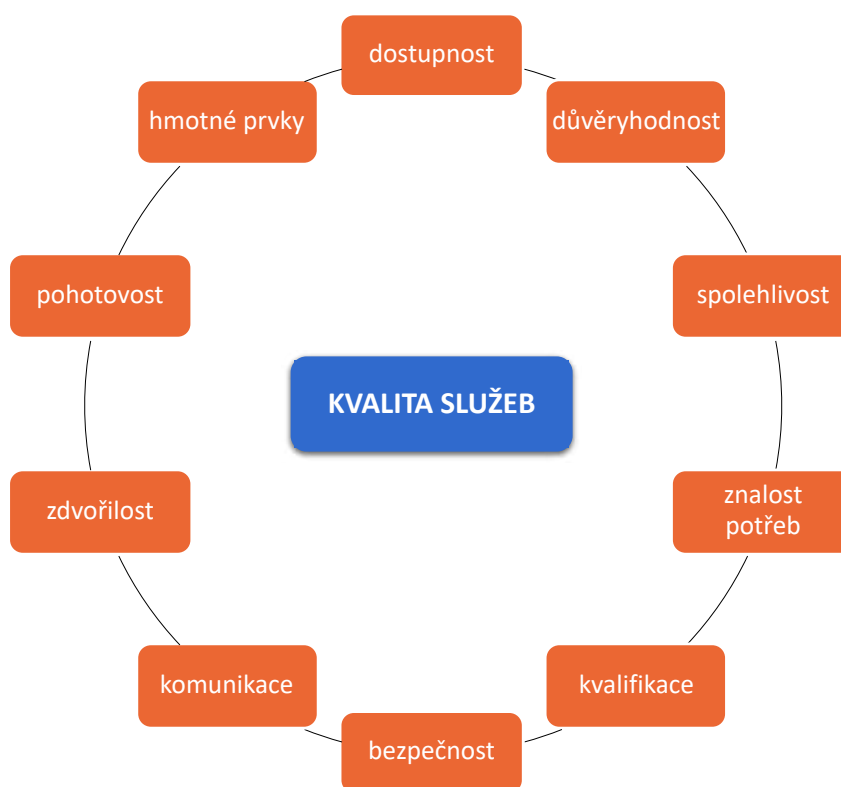 dostupnost
důvěryhodnost
spolehlivost
znalost
potřeb
kvalifikace
bezpečnost
komunikace
zdvořilost
pohotovost
hmotné prvky
KVALITA SLUŽEB